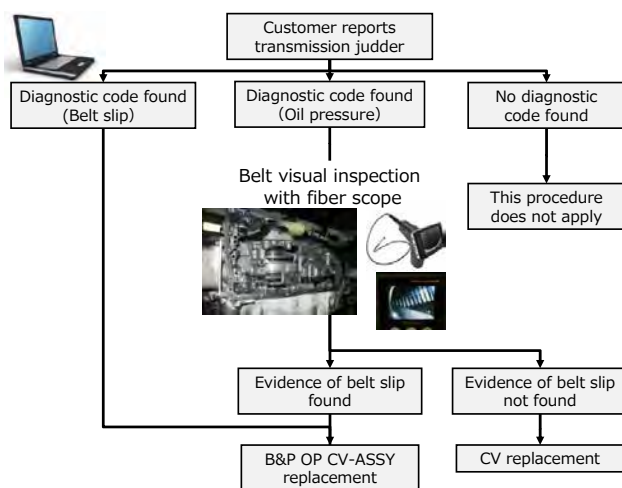 Customer reports
transmission judder
Diagnostic code found
(Belt slip)
Diagnostic code found
(Oil pressure)
No diagnostic
code found
Belt visual inspection
with fiber scope
This procedure
does not apply
Evidence of belt slip
found
Evidence of belt slip
not found
B&P OP CV-ASSY
replacement
CV replacement